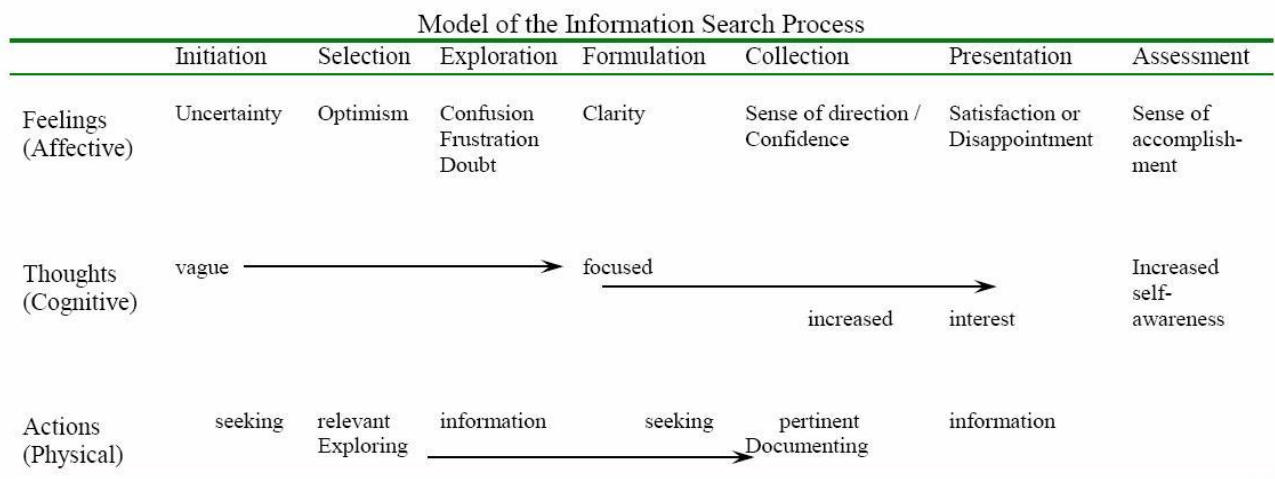 Model of the Information Search Process
Initiation Selection Exploration Formulation Collection Presentation Assessment
Feelings (Affective) Uncertainty Optimism Confusion Frustration Doubt Clarity Sense of direction / Confidence Satisfaction or Disappointment Sense of accomplish-ment
Thoughts (Cognitive) vague focused Increased self-awareness
increased interest
Actions (Physical) seeking relevant information seeking pertinent information
Exploring Documenting